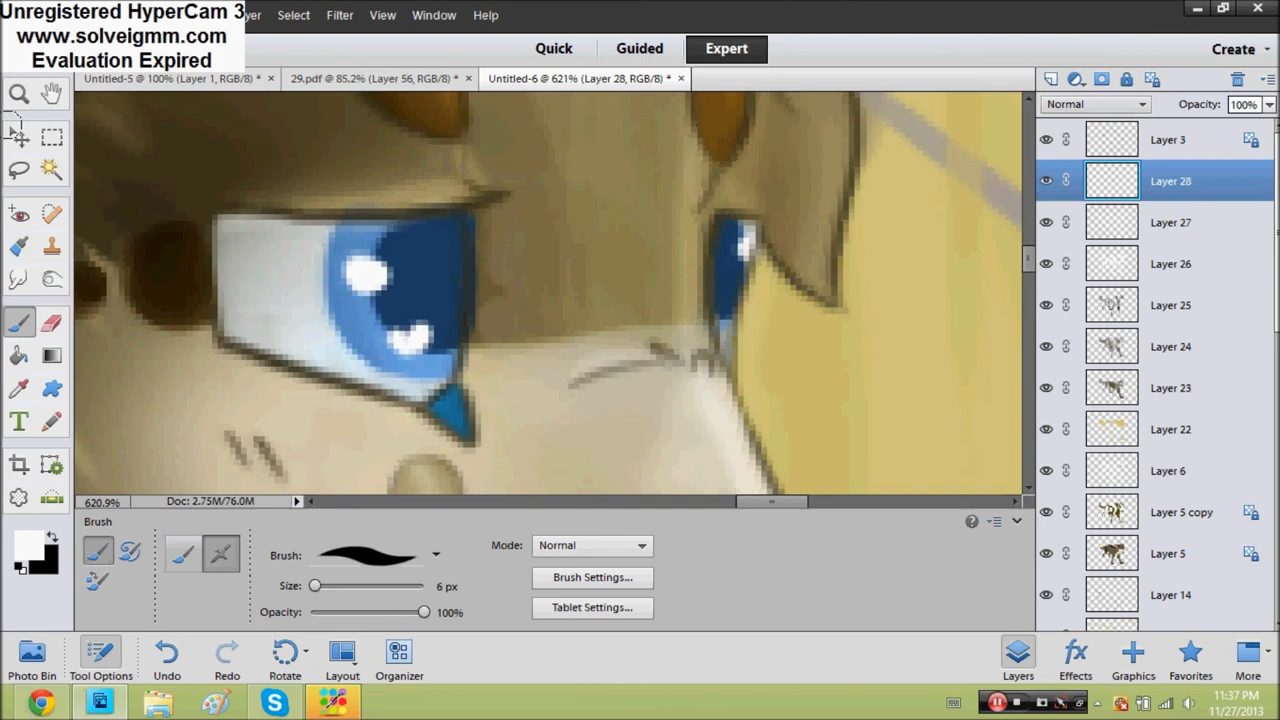 Unregistered HyperCam 3
www.solveigmm.com
Evaluation Expired
Select Filter View Window Help
Quick Guided Expert Create
Untitled-5 @ 100% (Layer 1, RGB/8) * × 29.pdf @ 85.2% (Layer 56, RGB/8) * × Untitled-6 @ 621% (Layer 28, RGB/8) * ×
Normal Opacity: 100%
Layer 3
Layer 28
Layer 27
Layer 26
Layer 25
Layer 24
Layer 23
Layer 22
Layer 6
Layer 5 copy
Layer 5
Layer 14
620.9% Doc: 2.75M/76.0M
Brush
Brush: Mode: Normal
Size: 6 px Brush Settings...
Opacity: 100% Tablet Settings...
Photo Bin Tool Options Undo Redo Rotate Layout Organizer Layers Effects Graphics Favorites More
11:37 PM
11/27/2013